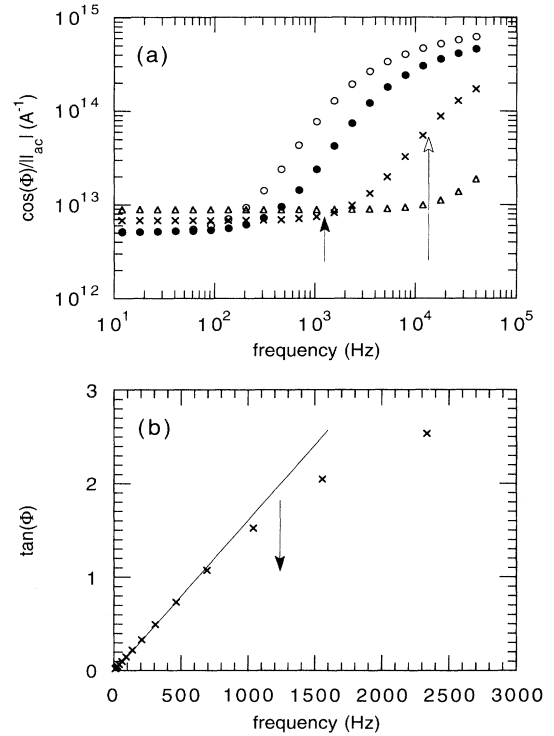 10^15
(a)
10^14
cos(Φ)/|I_ac| (A^-1)
10^13
10^12
10^1 10^2 10^3 10^4 10^5
frequency (Hz)
3
(b)
2
tan(Φ)
1
0
0 500 1000 1500 2000 2500 3000
frequency (Hz)